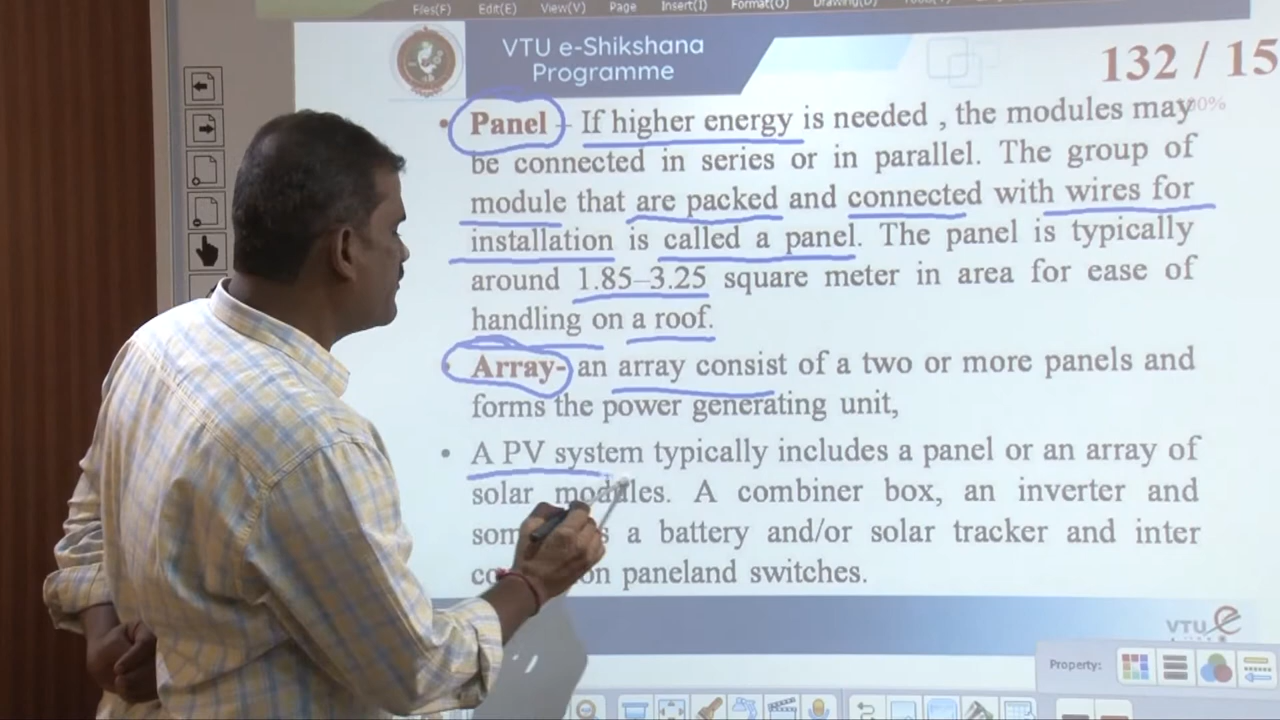 Files(F) Edit(E) View(V) Page Insert(I) Format(O) Drawing(D)
VTU e-Shikshana
Programme
132 / 15
00%
• Panel – If higher energy is needed , the modules may
be connected in series or in parallel. The group of
module that are packed and connected with wires for
installation is called a panel. The panel is typically
around 1.85–3.25 square meter in area for ease of
handling on a roof.
• Array- an array consist of a two or more panels and
forms the power generating unit,
• A PV system typically includes a panel or an array of
solar modules. A combiner box, an inverter and
a battery and/or solar tracker and inter
paneland switches.
VTU e
Property: